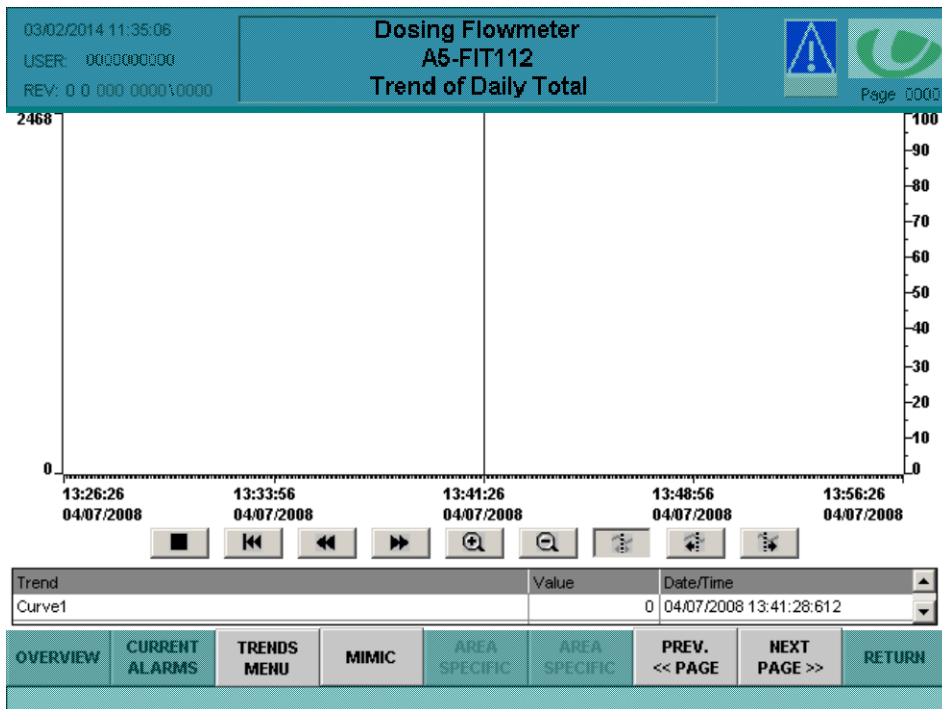 03/02/2014 11:35:06
USER: 0000000000
REV: 0 0 000 0000\0000
Dosing Flowmeter
A5-FIT112
Trend of Daily Total
Page 0000
2468
0
100
90
80
70
60
50
40
30
20
10
0
13:26:26 13:33:56 13:41:26 13:48:56 13:56:26
04/07/2008 04/07/2008 04/07/2008 04/07/2008 04/07/2008
Trend Value Date/Time
Curve1 0 04/07/2008 13:41:28:612
OVERVIEW
CURRENT
ALARMS
TRENDS
MENU
MIMIC
AREA
SPECIFIC
AREA
SPECIFIC
PREV.
<< PAGE
NEXT
PAGE >>
RETURN